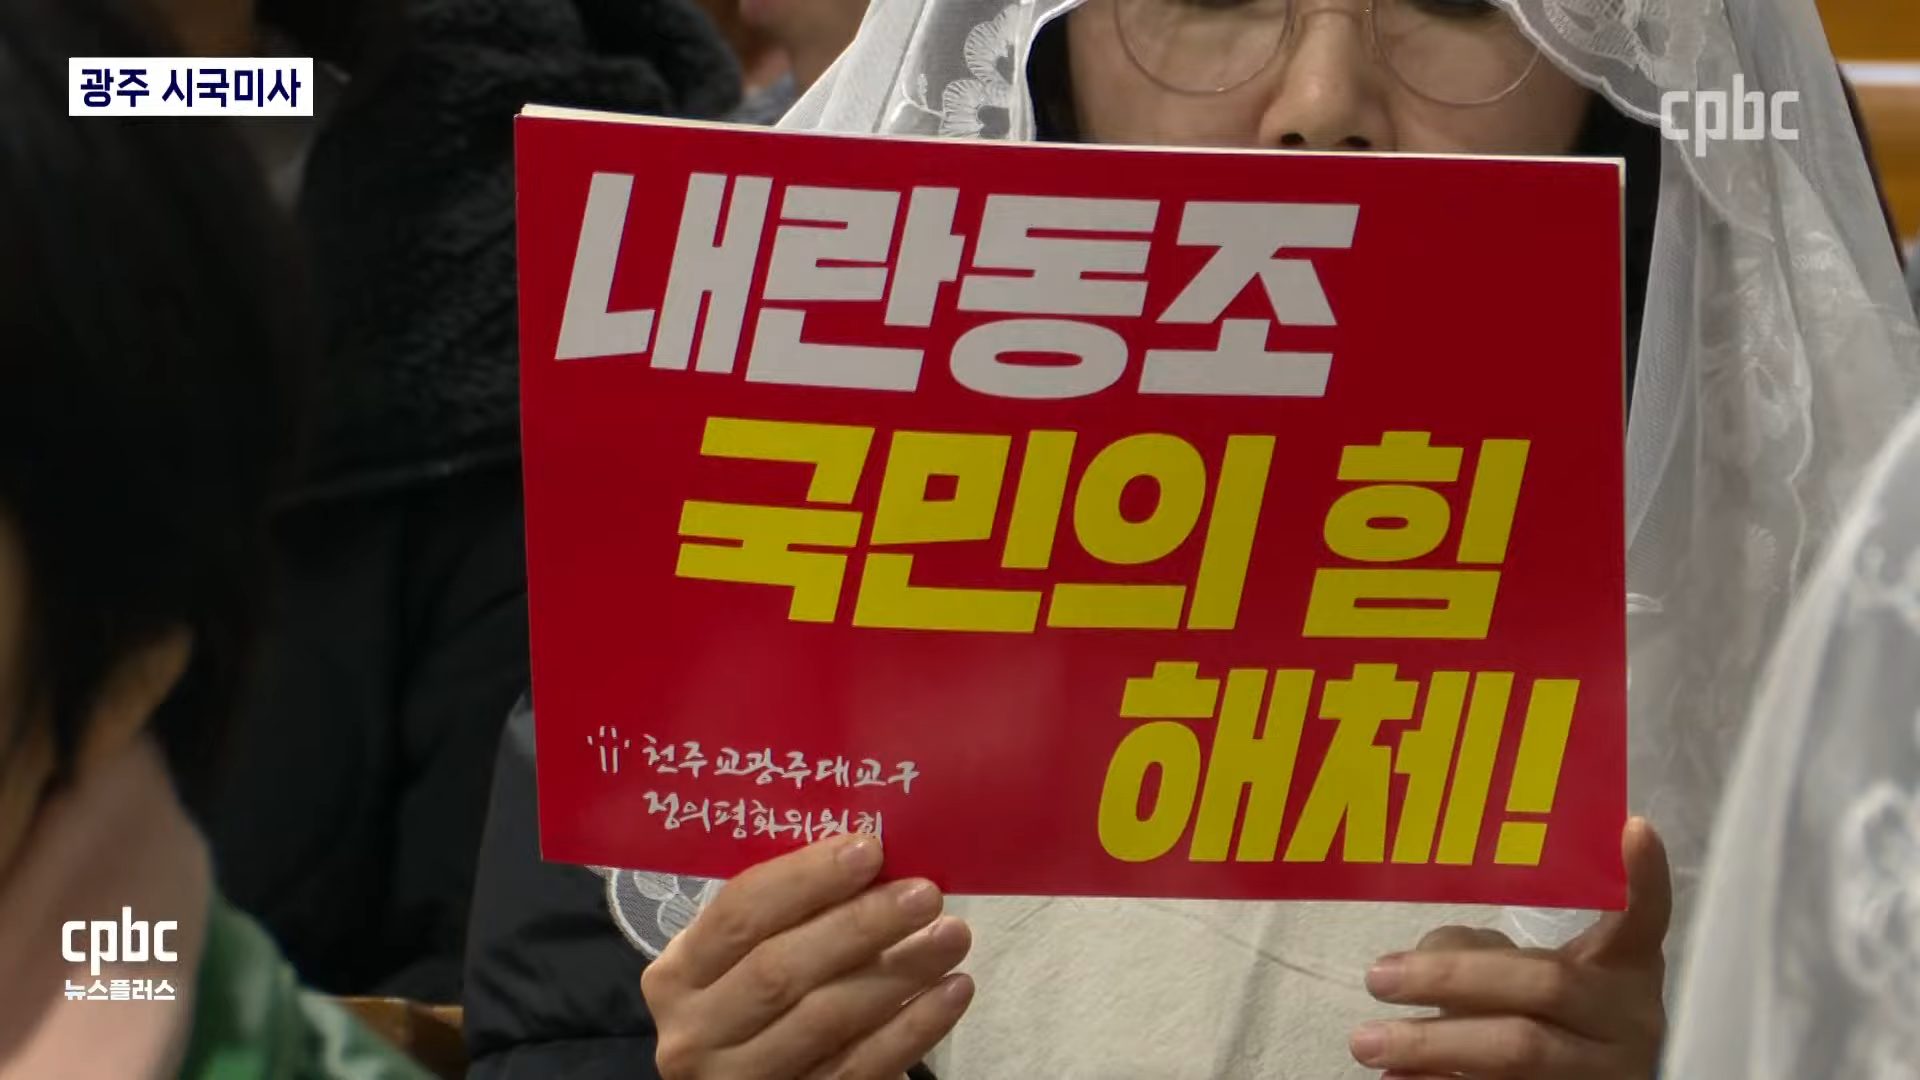 광주 시국미사
cpbc
내란동조
국민의 힘
해체!
천주교광주대교구
정의평화위원회
cpbc
뉴스플러스